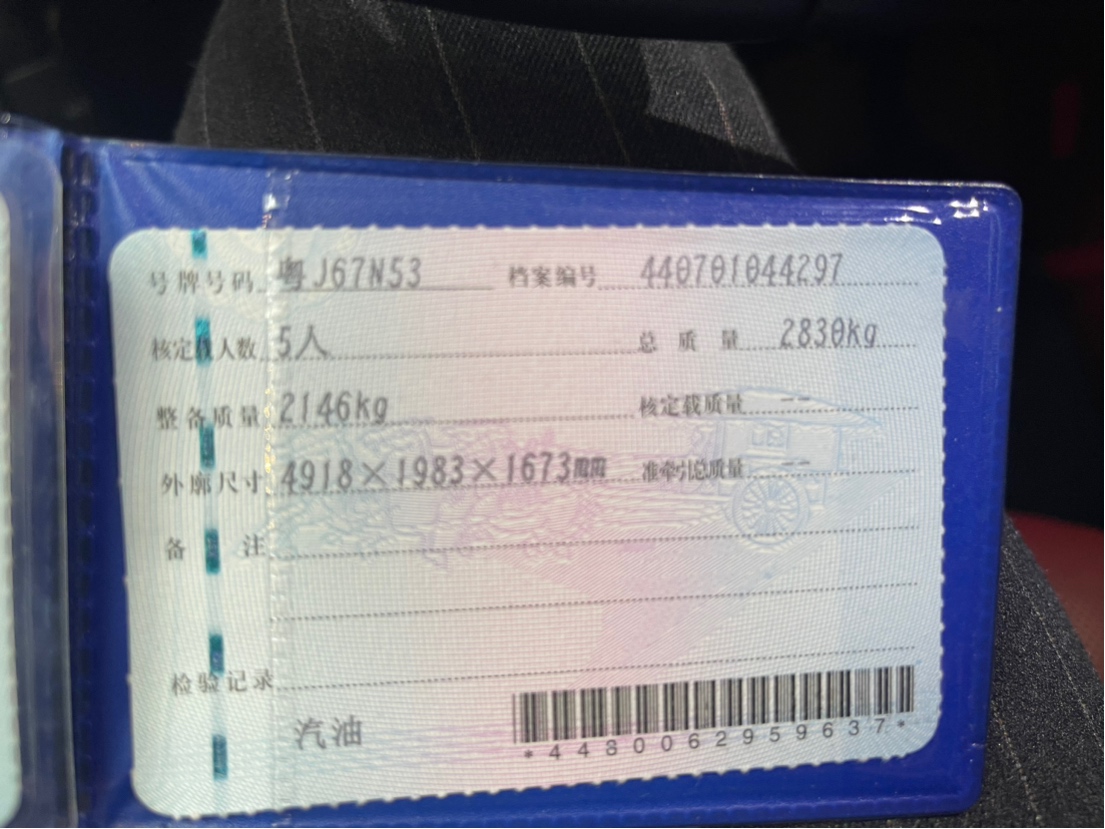 号牌号码 粤J67N53 档案编号 440701044297
核定载人数 5人 总质量 2830kg
整备质量 2146kg 核定载质量 --
外廓尺寸 4918×1983×1673mm 准牵引总质量 --
备注
检验记录
汽油
*4480062959637*